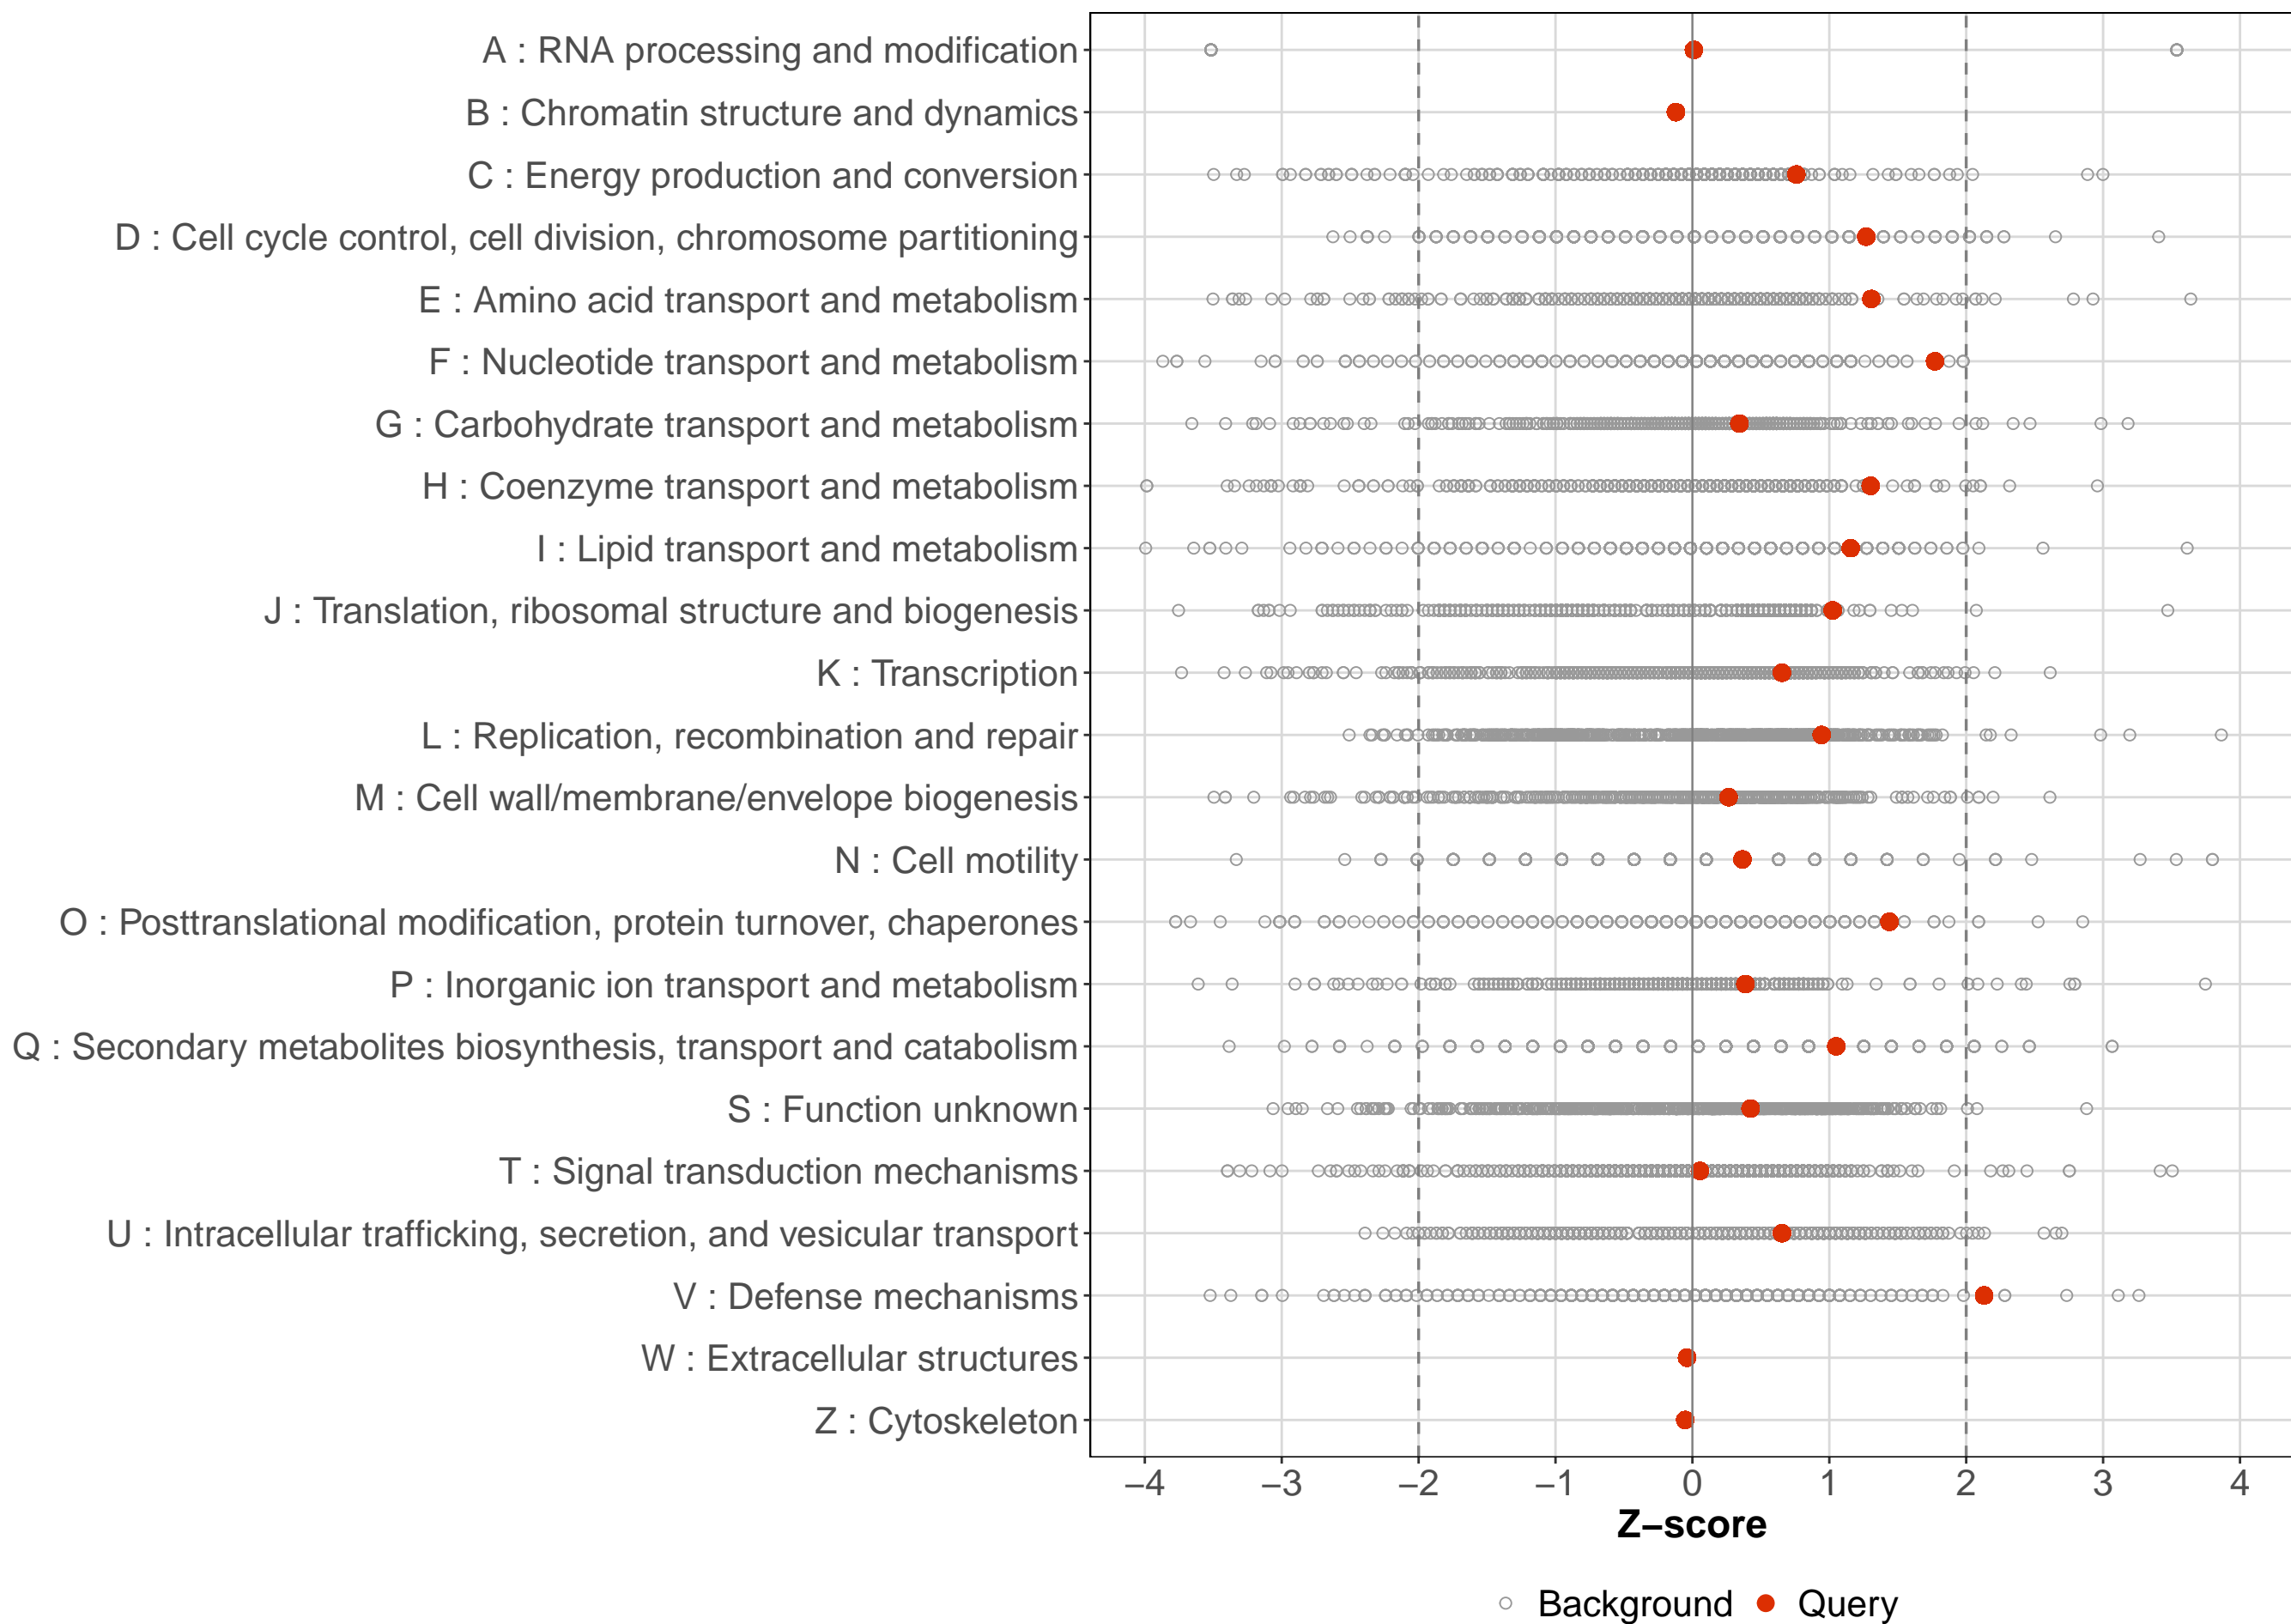 A : RNA processing and modification
B : Chromatin structure and dynamics
C : Energy production and conversion
D : Cell cycle control, cell division, chromosome partitioning
E : Amino acid transport and metabolism
F : Nucleotide transport and metabolism
G : Carbohydrate transport and metabolism
H : Coenzyme transport and metabolism
I : Lipid transport and metabolism
J : Translation, ribosomal structure and biogenesis
K : Transcription
L : Replication, recombination and repair
M : Cell wall/membrane/envelope biogenesis
N : Cell motility
O : Posttranslational modification, protein turnover, chaperones
P : Inorganic ion transport and metabolism
Q : Secondary metabolites biosynthesis, transport and catabolism
S : Function unknown
T : Signal transduction mechanisms
U : Intracellular trafficking, secretion, and vesicular transport
V : Defense mechanisms
W : Extracellular structures
Z : Cytoskeleton
−4 −3 −2 −1 0 1 2 3 4
Z−score
Background Query